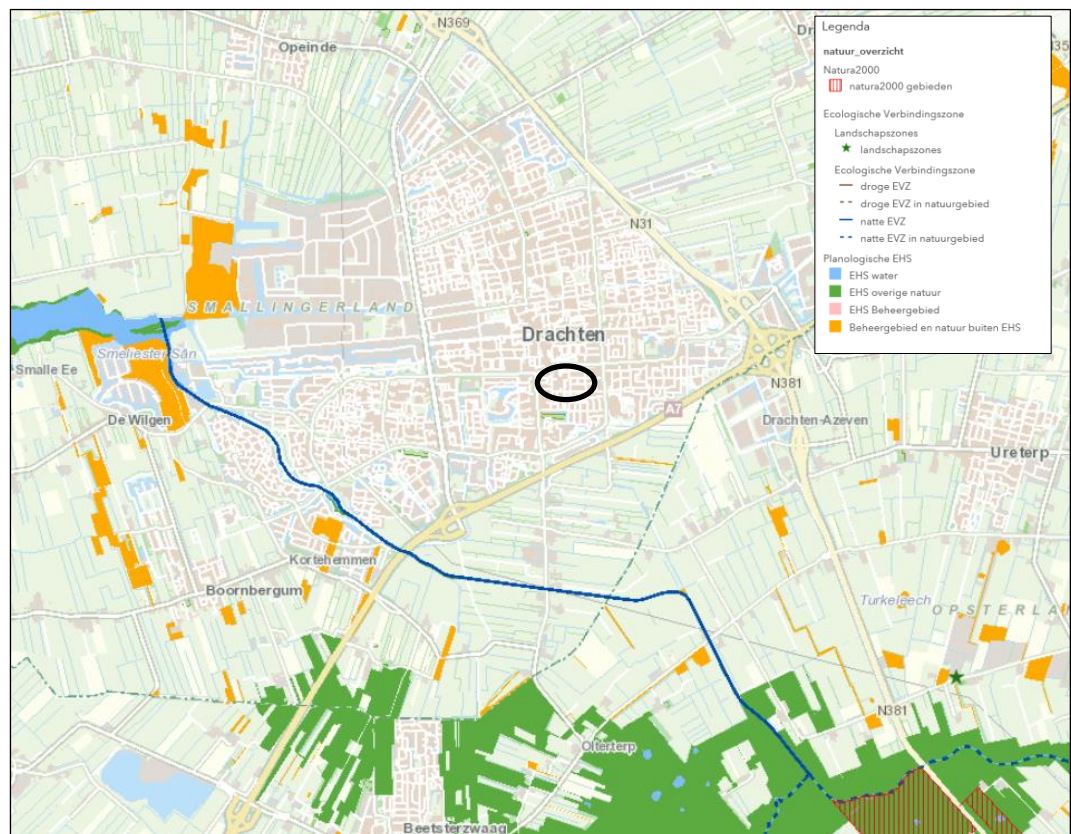 N369
Opeinde
Dr
N35
N31
SMALLINGERLAND
Drachten
Smeliester Sân
Smalle Ee
De Wilgen
N381
A7
Drachten-Azeven
Ureterp
Kortehemmen
Boornbergum
Turkeleech
OPSTERLA
N381
Olterterp
Beetsterzwaag
Legenda
natuur_overzicht
Natura2000
natura2000 gebieden
Ecologische Verbindingszone
Landschapszones
landschapszones
Ecologische Verbindingszone
droge EVZ
droge EVZ in natuurgebied
natte EVZ
natte EVZ in natuurgebied
Planologische EHS
EHS water
EHS overige natuur
EHS Beheergebied
Beheergebied en natuur buiten EHS